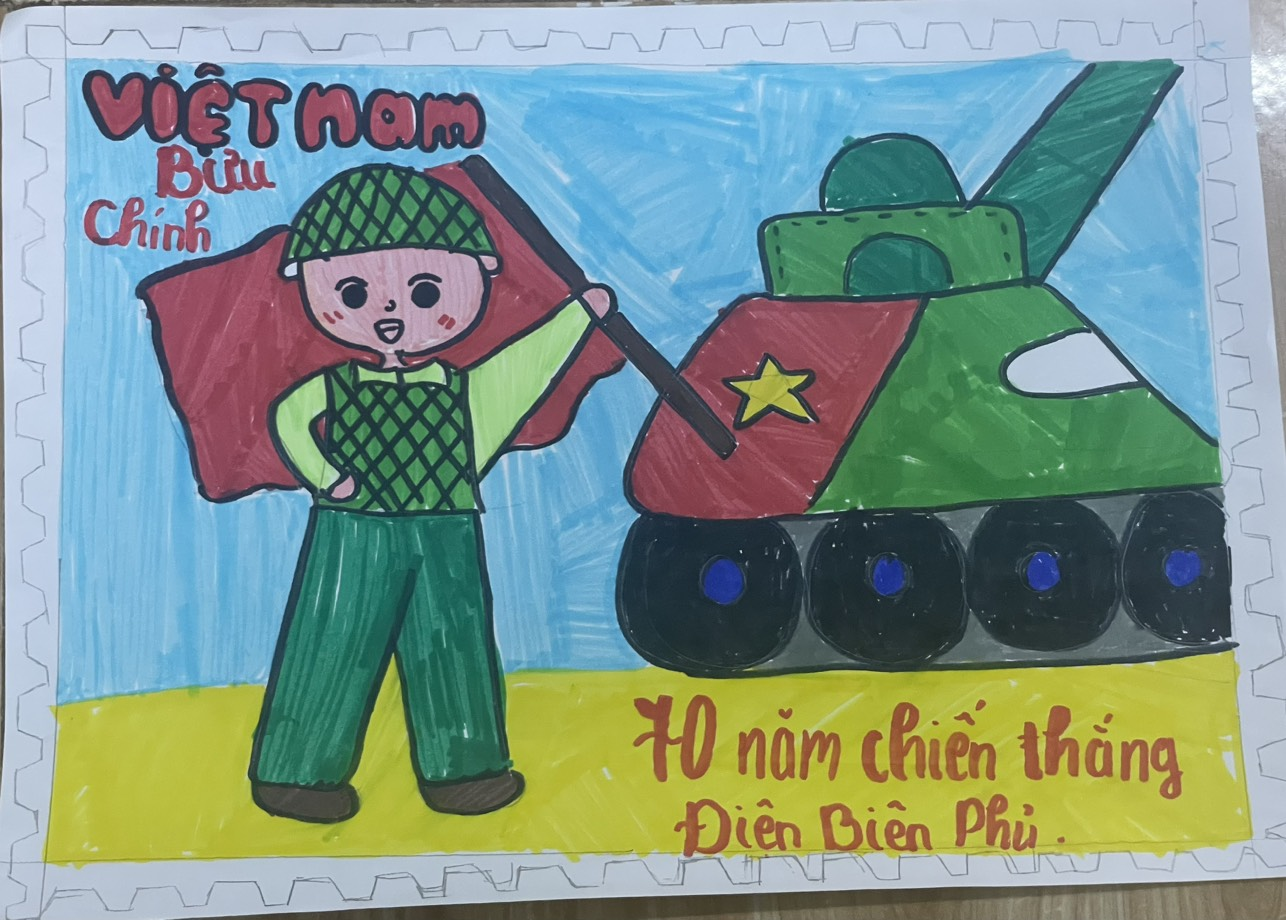 VIỆT nam
Bưu
Chính
70 năm chiến thắng
Điện Biên Phủ.